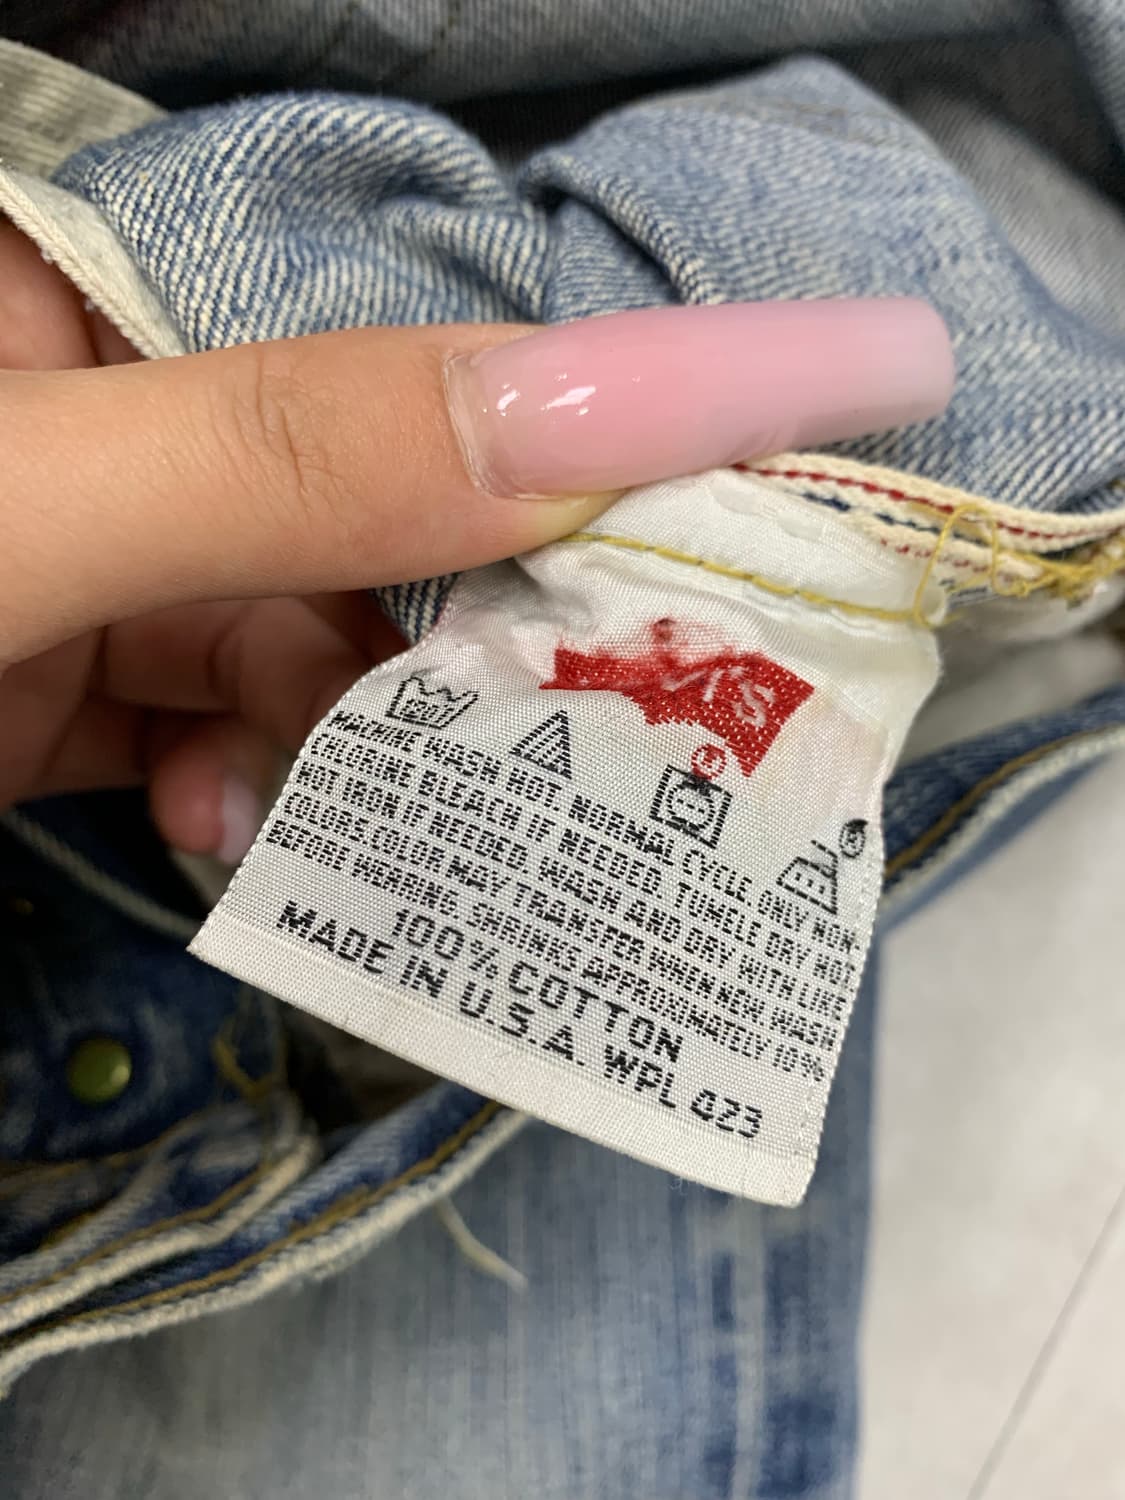 I'S
MACHINE WASH HOT. NORMAL CYCLE. ONLY NON-
CHLORINE BLEACH IF NEEDED. TUMBLE DRY HOT
HOT IRON IF NEEDED. WASH AND DRY WITH LIKE
COLORS.COLOR MAY TRANSFER WHEN NEW. WASH
BEFORE WEARING. SHRINKS APPROXIMATELY 10%
100% COTTON
MADE IN U.S.A. WPL 423